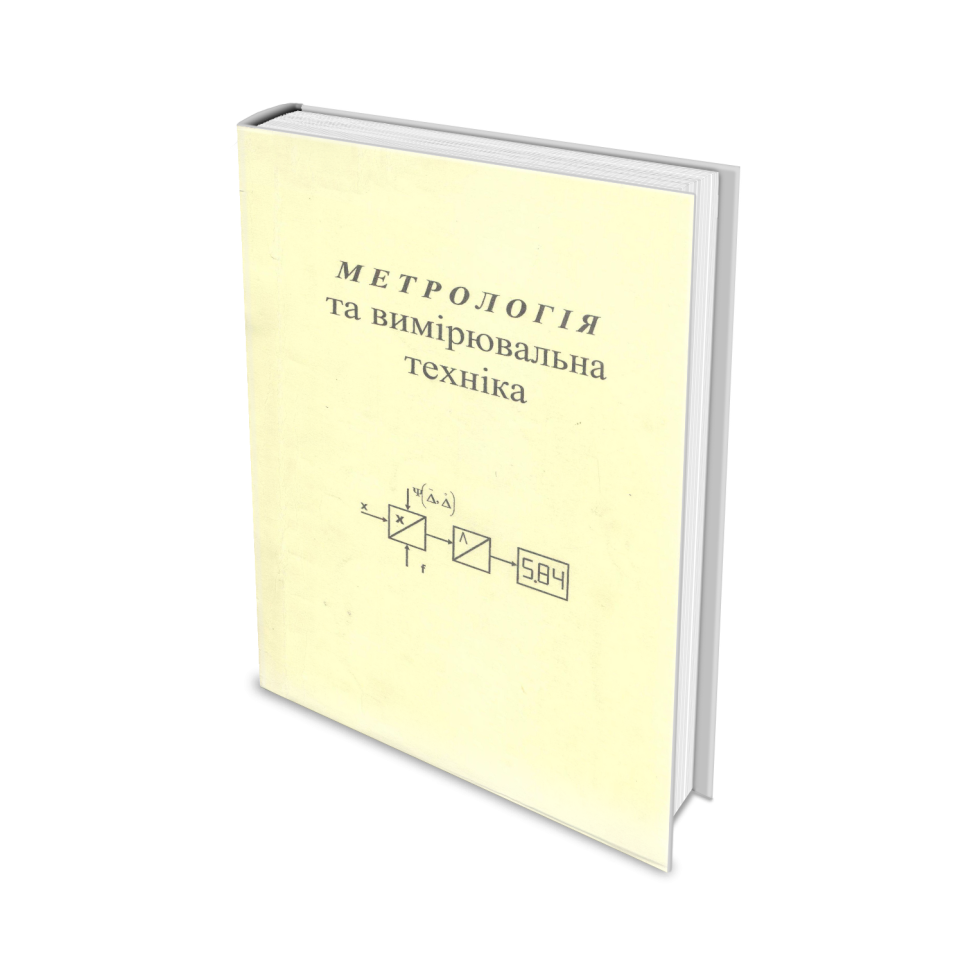 МЕТРОЛОГІЯ
та вимірювальна
техніка
Ψ(Δ̄, Δ̊)
x
X
Λ
5.84
f